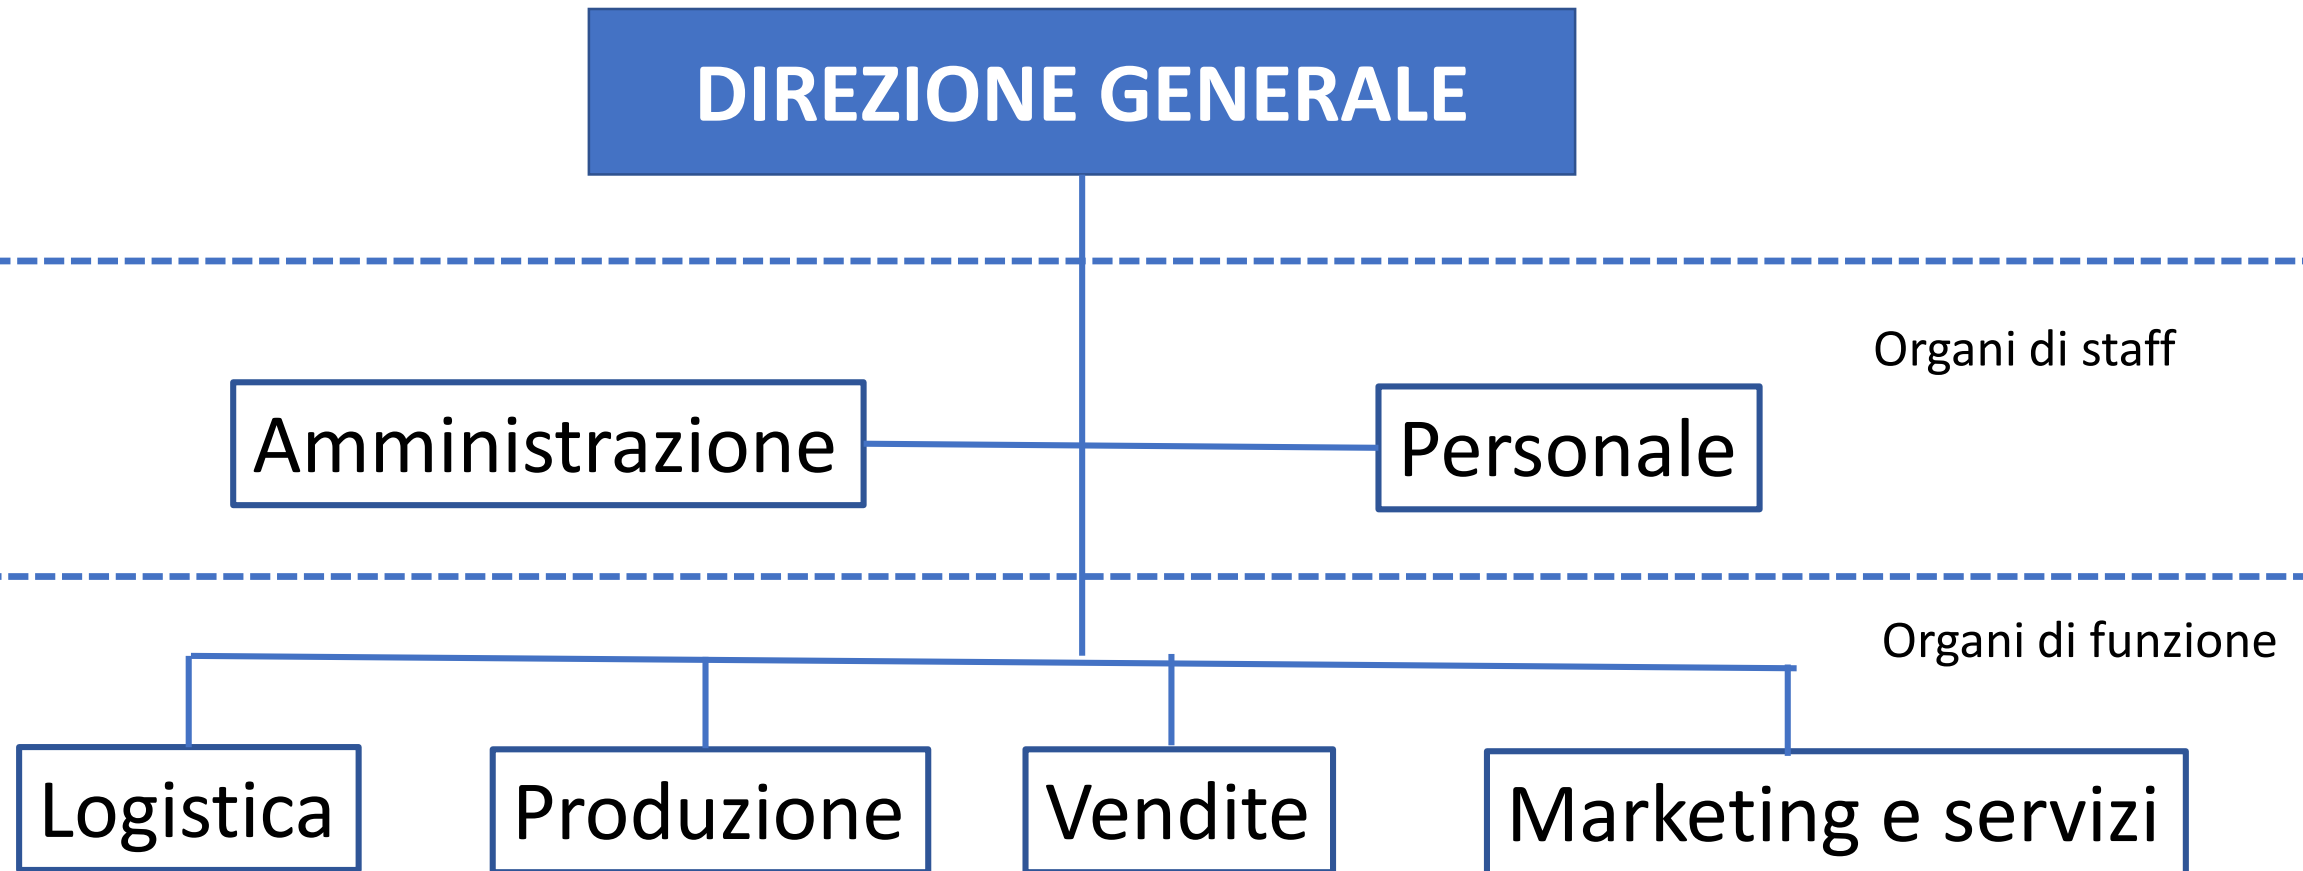 DIREZIONE GENERALE
Organi di staff
Amministrazione
Personale
Organi di funzione
Logistica
Produzione
Vendite
Marketing e servizi